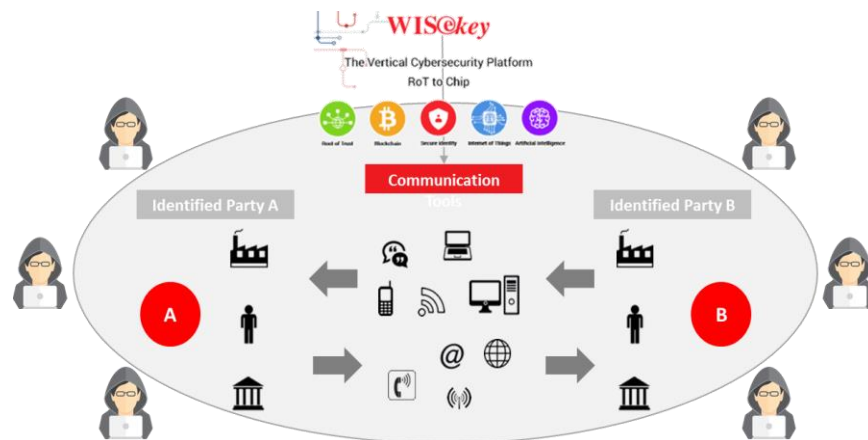 WISekey
The Vertical Cybersecurity Platform
RoT to Chip
Root of Trust
Blockchain
Secure Identity
Internet of Things
Artificial Intelligence
Communication
Tools
Identified Party A
Identified Party B
A
B
@